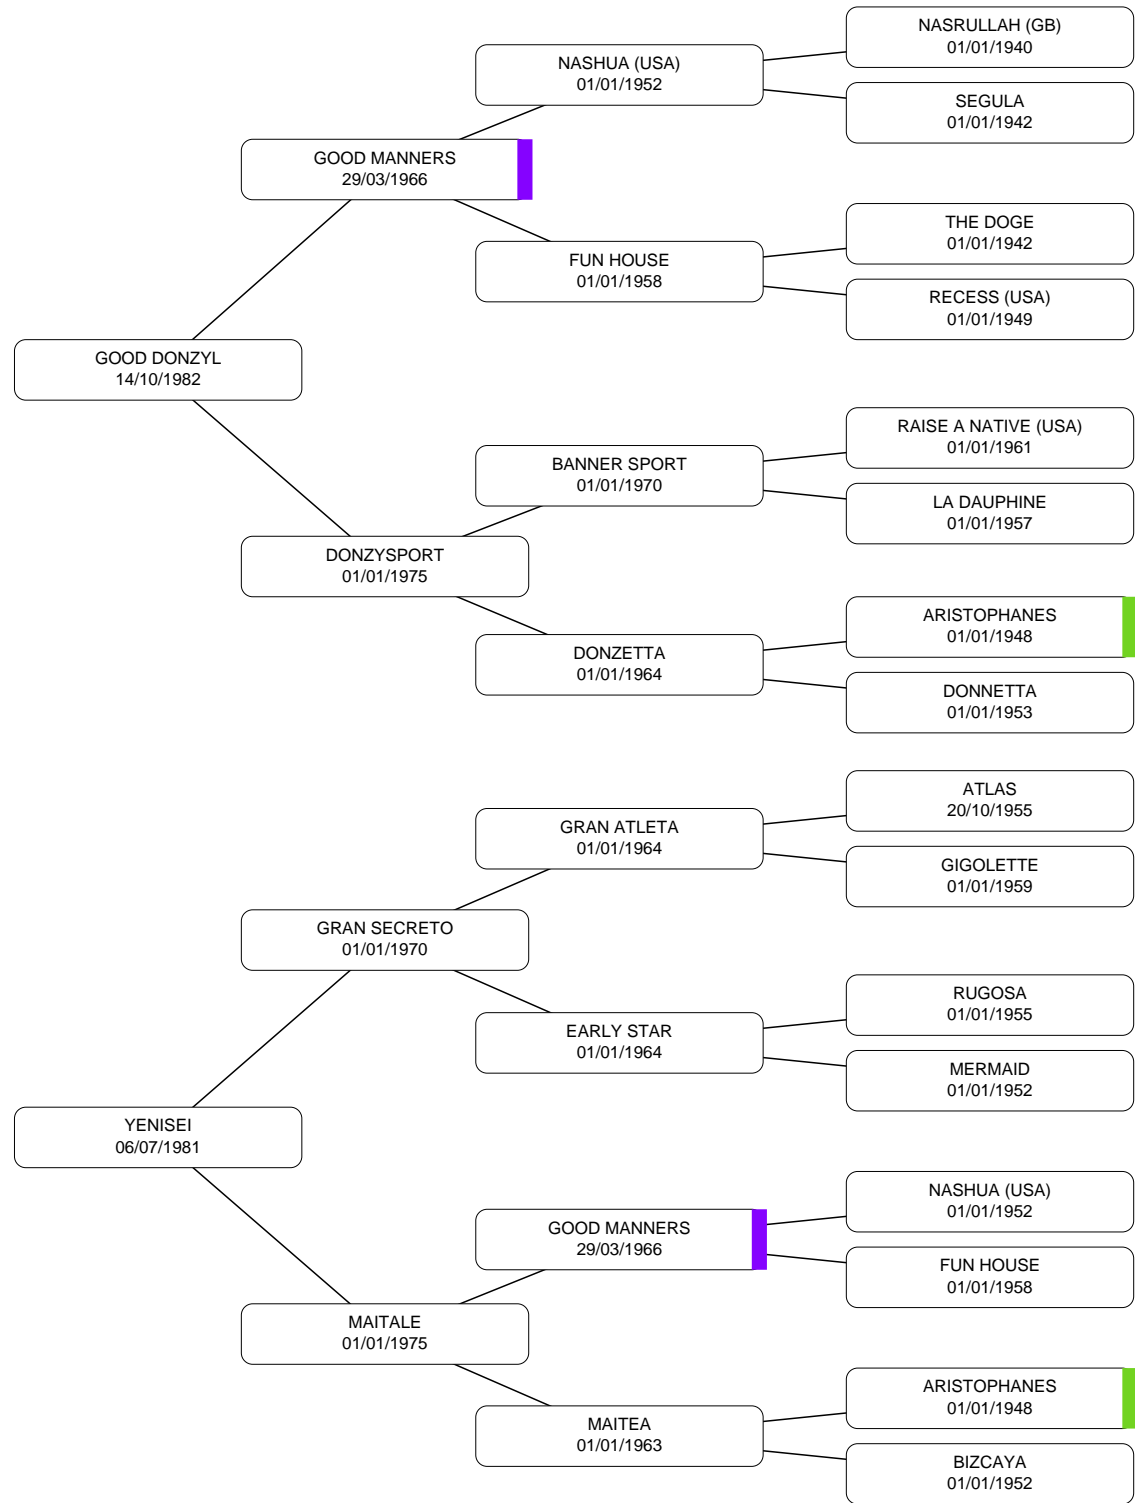 NASRULLAH (GB)
01/01/1940
NASHUA (USA)
01/01/1952
SEGULA
01/01/1942
GOOD MANNERS
29/03/1966
THE DOGE
01/01/1942
FUN HOUSE
01/01/1958
RECESS (USA)
01/01/1949
GOOD DONZYL
14/10/1982
RAISE A NATIVE (USA)
01/01/1961
BANNER SPORT
01/01/1970
LA DAUPHINE
01/01/1957
DONZYSPORT
01/01/1975
ARISTOPHANES
01/01/1948
DONZETTA
01/01/1964
DONNETTA
01/01/1953
ATLAS
20/10/1955
GRAN ATLETA
01/01/1964
GIGOLETTE
01/01/1959
GRAN SECRETO
01/01/1970
RUGOSA
01/01/1955
EARLY STAR
01/01/1964
MERMAID
01/01/1952
YENISEI
06/07/1981
NASHUA (USA)
01/01/1952
GOOD MANNERS
29/03/1966
FUN HOUSE
01/01/1958
MAITALE
01/01/1975
ARISTOPHANES
01/01/1948
MAITEA
01/01/1963
BIZCAYA
01/01/1952